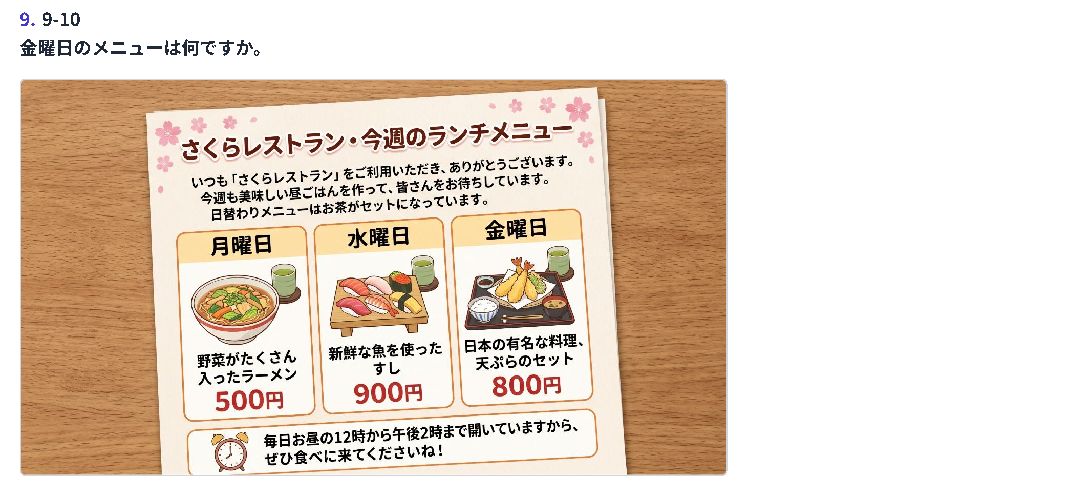 9. 9-10
金曜日のメニューは何ですか。
さくらレストラン・今週のランチメニュー
いつも「さくらレストラン」をご利用いただき、ありがとうございます。
今週も美味しい昼ごはんを作って、皆さんをお待ちしています。
日替わりメニューはお茶がセットになっています。
月曜日
野菜がたくさん
入ったラーメン
500円
水曜日
新鮮な魚を使った
すし
900円
金曜日
日本の有名な料理、
天ぷらのセット
800円
毎日お昼の12時から午後2時まで開いていますから、
ぜひ食べに来てくださいね!